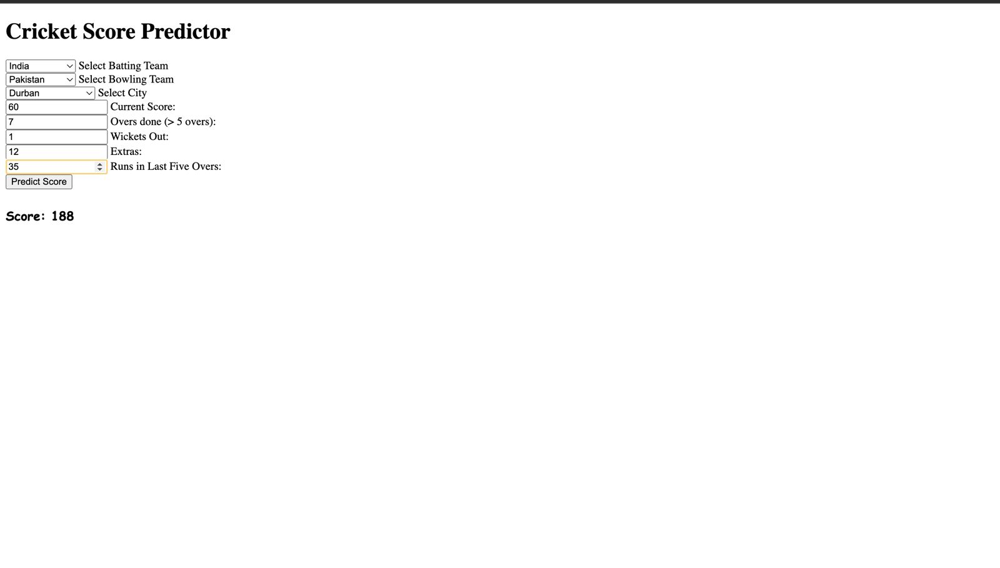 Cricket Score Predictor
India Select Batting Team
Pakistan Select Bowling Team
Durban Select City
60 Current Score:
7 Overs done (> 5 overs):
1 Wickets Out:
12 Extras:
35 Runs in Last Five Overs:
Predict Score
Score: 188